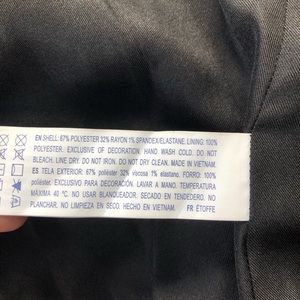 EN SHELL: 67% POLYESTER 32% RAYON 1% SPANDEX/ELASTANE. LINING: 100%
POLYESTER. EXCLUSIVE OF DECORATION. HAND WASH COLD. DO NOT
BLEACH. LINE DRY. DO NOT IRON. DO NOT DRY CLEAN. MADE IN VIETNAM.
ES TELA EXTERIOR: 67% poliéster 32% viscosa 1% elastano. FORRO: 100%
poliéster. EXCLUSIVO PARA DECORACIÓN. LAVAR A MANO. TEMPERATURA
MÁXIMA 40 ºC. NO BLANQUEAR. SECADO EN TENDEDERO. NO
PLANCHAR. NO LIMPIEZA EN SECO. HECHO EN VIETNAM. FR ÉTOFFE